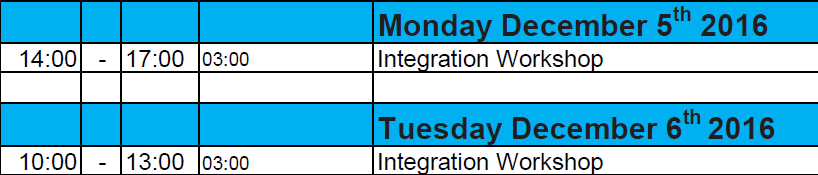 Monday December 5th 2016
14:00 - 17:00 03:00 Integration Workshop
Tuesday December 6th 2016
10:00 - 13:00 03:00 Integration Workshop